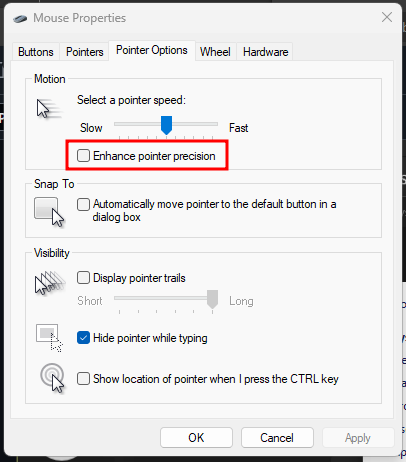 Mouse Properties
Buttons
Pointers
Pointer Options
Wheel
Hardware
Motion
Select a pointer speed:
Slow
Fast
Enhance pointer precision
Snap To
Automatically move pointer to the default button in a
dialog box
Visibility
Display pointer trails
Short
Long
Hide pointer while typing
Show location of pointer when I press the CTRL key
OK
Cancel
Apply